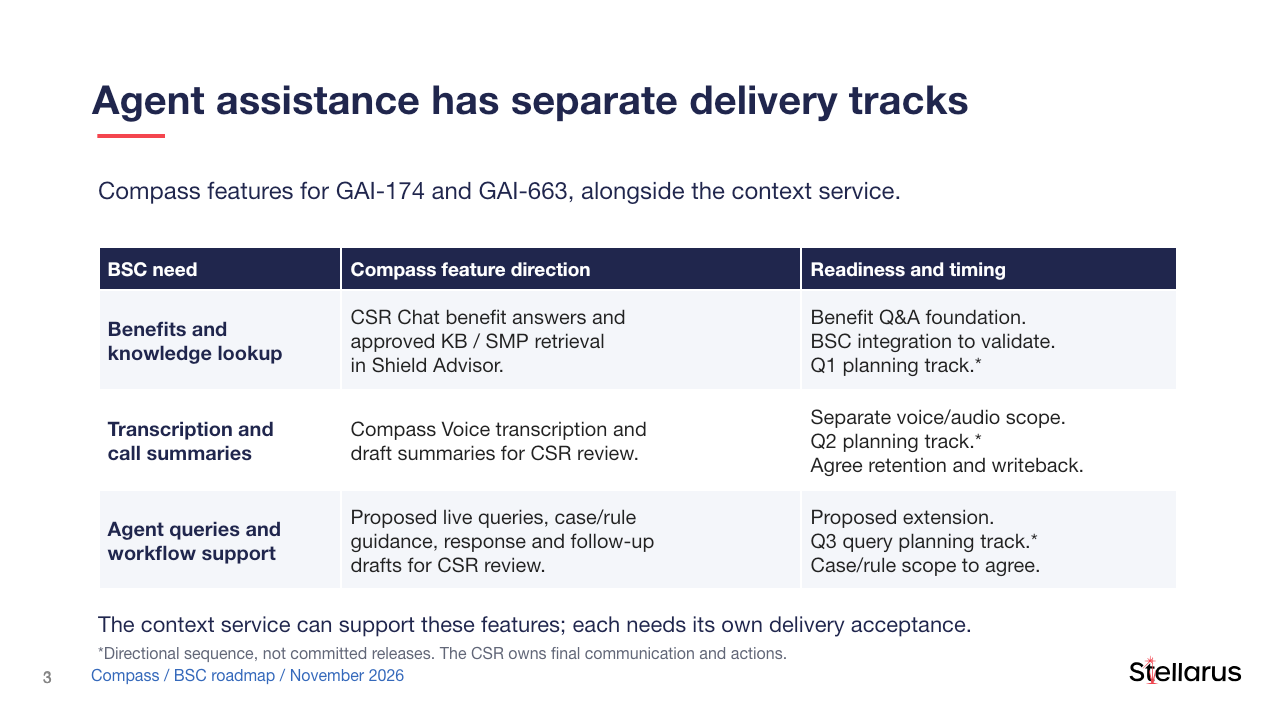 Agent assistance has separate delivery tracks
Compass features for GAI-174 and GAI-663, alongside the context service.
BSC need
Compass feature direction
Readiness and timing
Benefits and
knowledge lookup
CSR Chat benefit answers and
approved KB / SMP retrieval
in Shield Advisor.
Benefit Q&A foundation.
BSC integration to validate.
Q1 planning track.*
Transcription and
call summaries
Compass Voice transcription and
draft summaries for CSR review.
Separate voice/audio scope.
Q2 planning track.*
Agree retention and writeback.
Agent queries and
workflow support
Proposed live queries, case/rule
guidance, response and follow-up
drafts for CSR review.
Proposed extension.
Q3 query planning track.*
Case/rule scope to agree.
The context service can support these features; each needs its own delivery acceptance.
*Directional sequence, not committed releases. The CSR owns final communication and actions.
3
Compass / BSC roadmap / November 2026
Stellarus